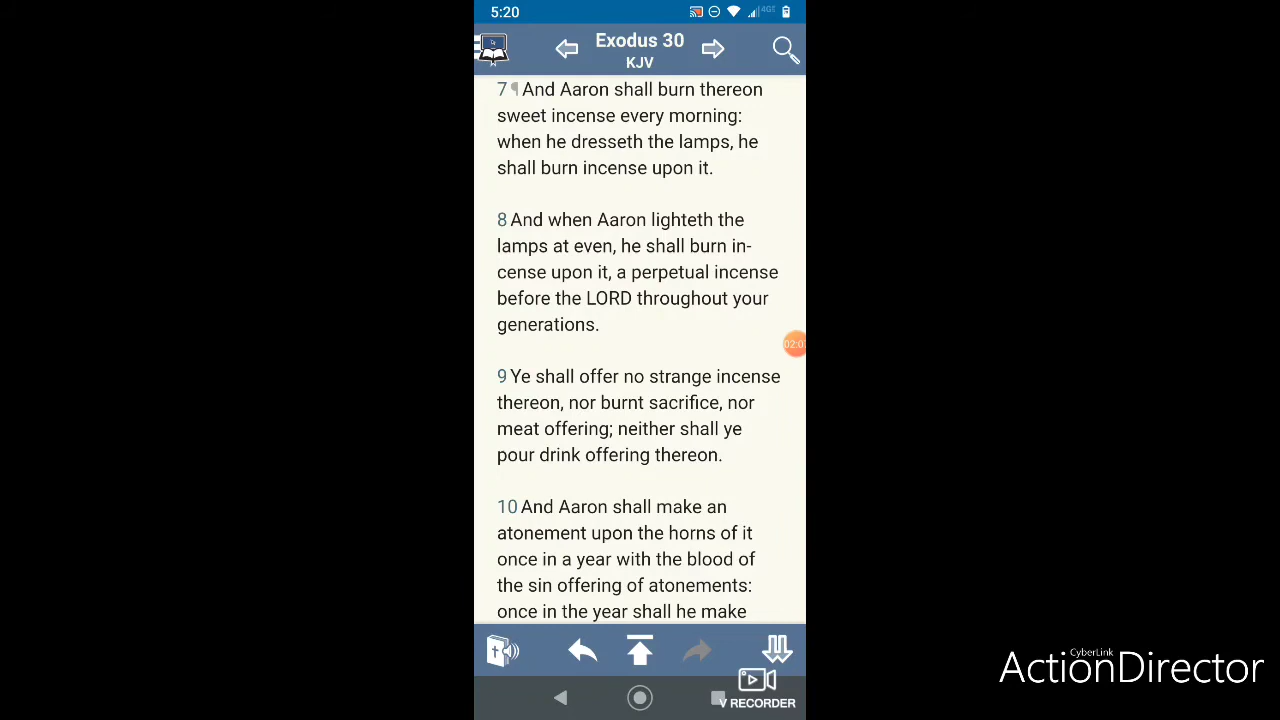 5:20
4GE
Exodus 30
KJV
7 ¶ And Aaron shall burn thereon
sweet incense every morning:
when he dresseth the lamps, he
shall burn incense upon it.
8 And when Aaron lighteth the
lamps at even, he shall burn in-
cense upon it, a perpetual incense
before the LORD throughout your
generations.
9 Ye shall offer no strange incense
thereon, nor burnt sacrifice, nor
meat offering; neither shall ye
pour drink offering thereon.
10 And Aaron shall make an
atonement upon the horns of it
once in a year with the blood of
the sin offering of atonements:
once in the year shall he make
V RECORDER
CyberLink
ActionDirector